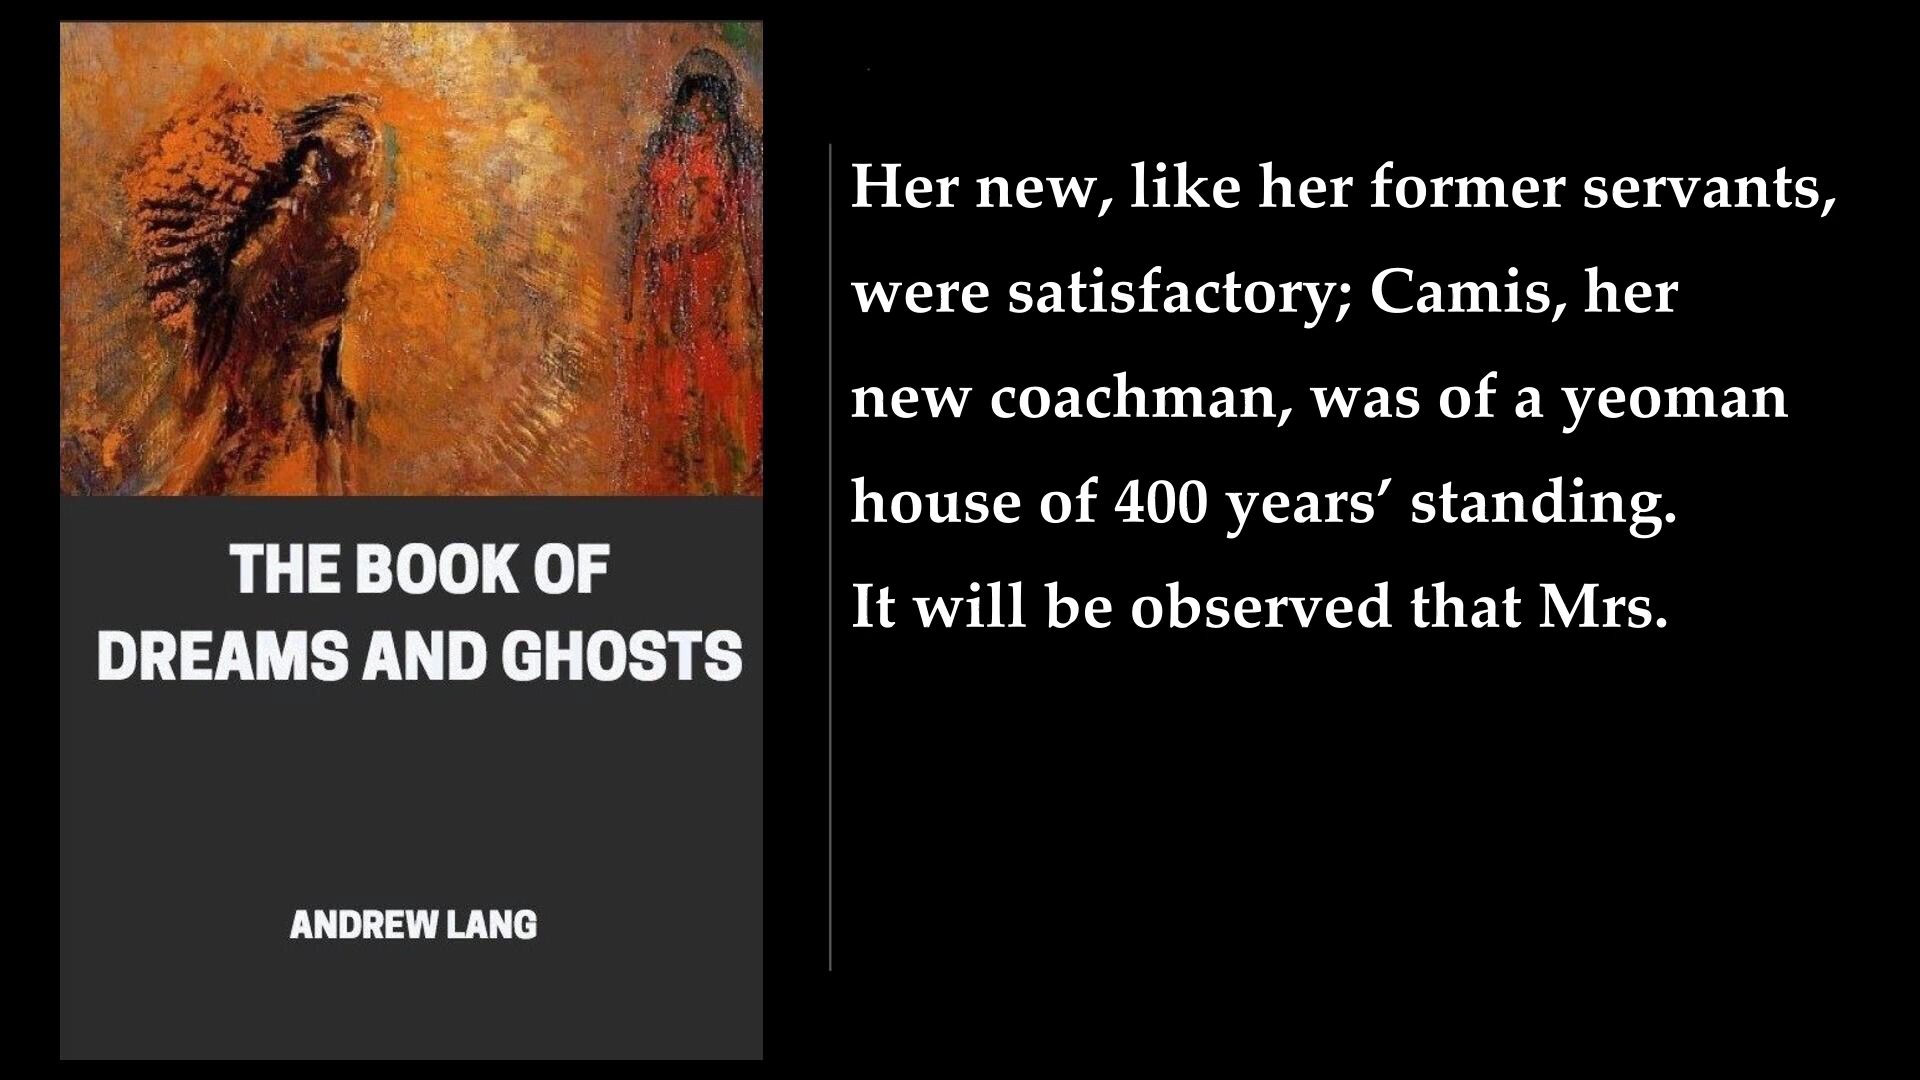 THE BOOK OF
DREAMS AND GHOSTS
ANDREW LANG
Her new, like her former servants,
were satisfactory; Camis, her
new coachman, was of a yeoman
house of 400 years’ standing.
It will be observed that Mrs.